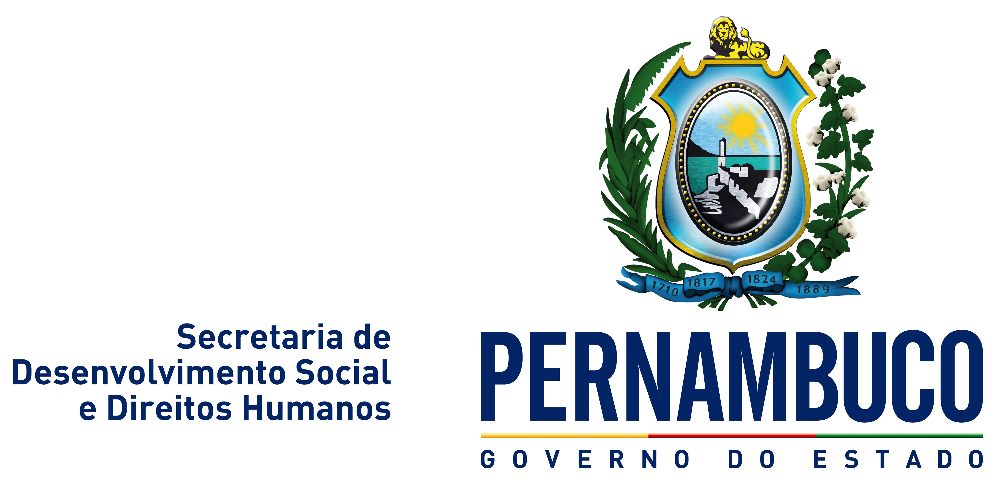 1710 1817 1824 1889
Secretaria de
Desenvolvimento Social
e Direitos Humanos
PERNAMBUCO
GOVERNO DO ESTADO